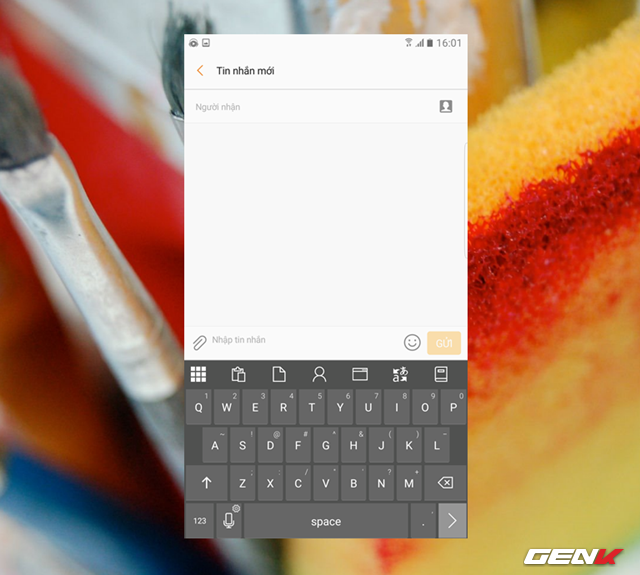 16:01
Tin nhắn mới
Người nhận
Nhập tin nhắn
GỬI
1 2 3 4 5 6 7 8 9 0
Q W E R T Y U I O P
~ ! @ # " & ( ) _
A S D F G H J K L
- ; : / * " ? +
Z X C V B N M
123 space .
GENK